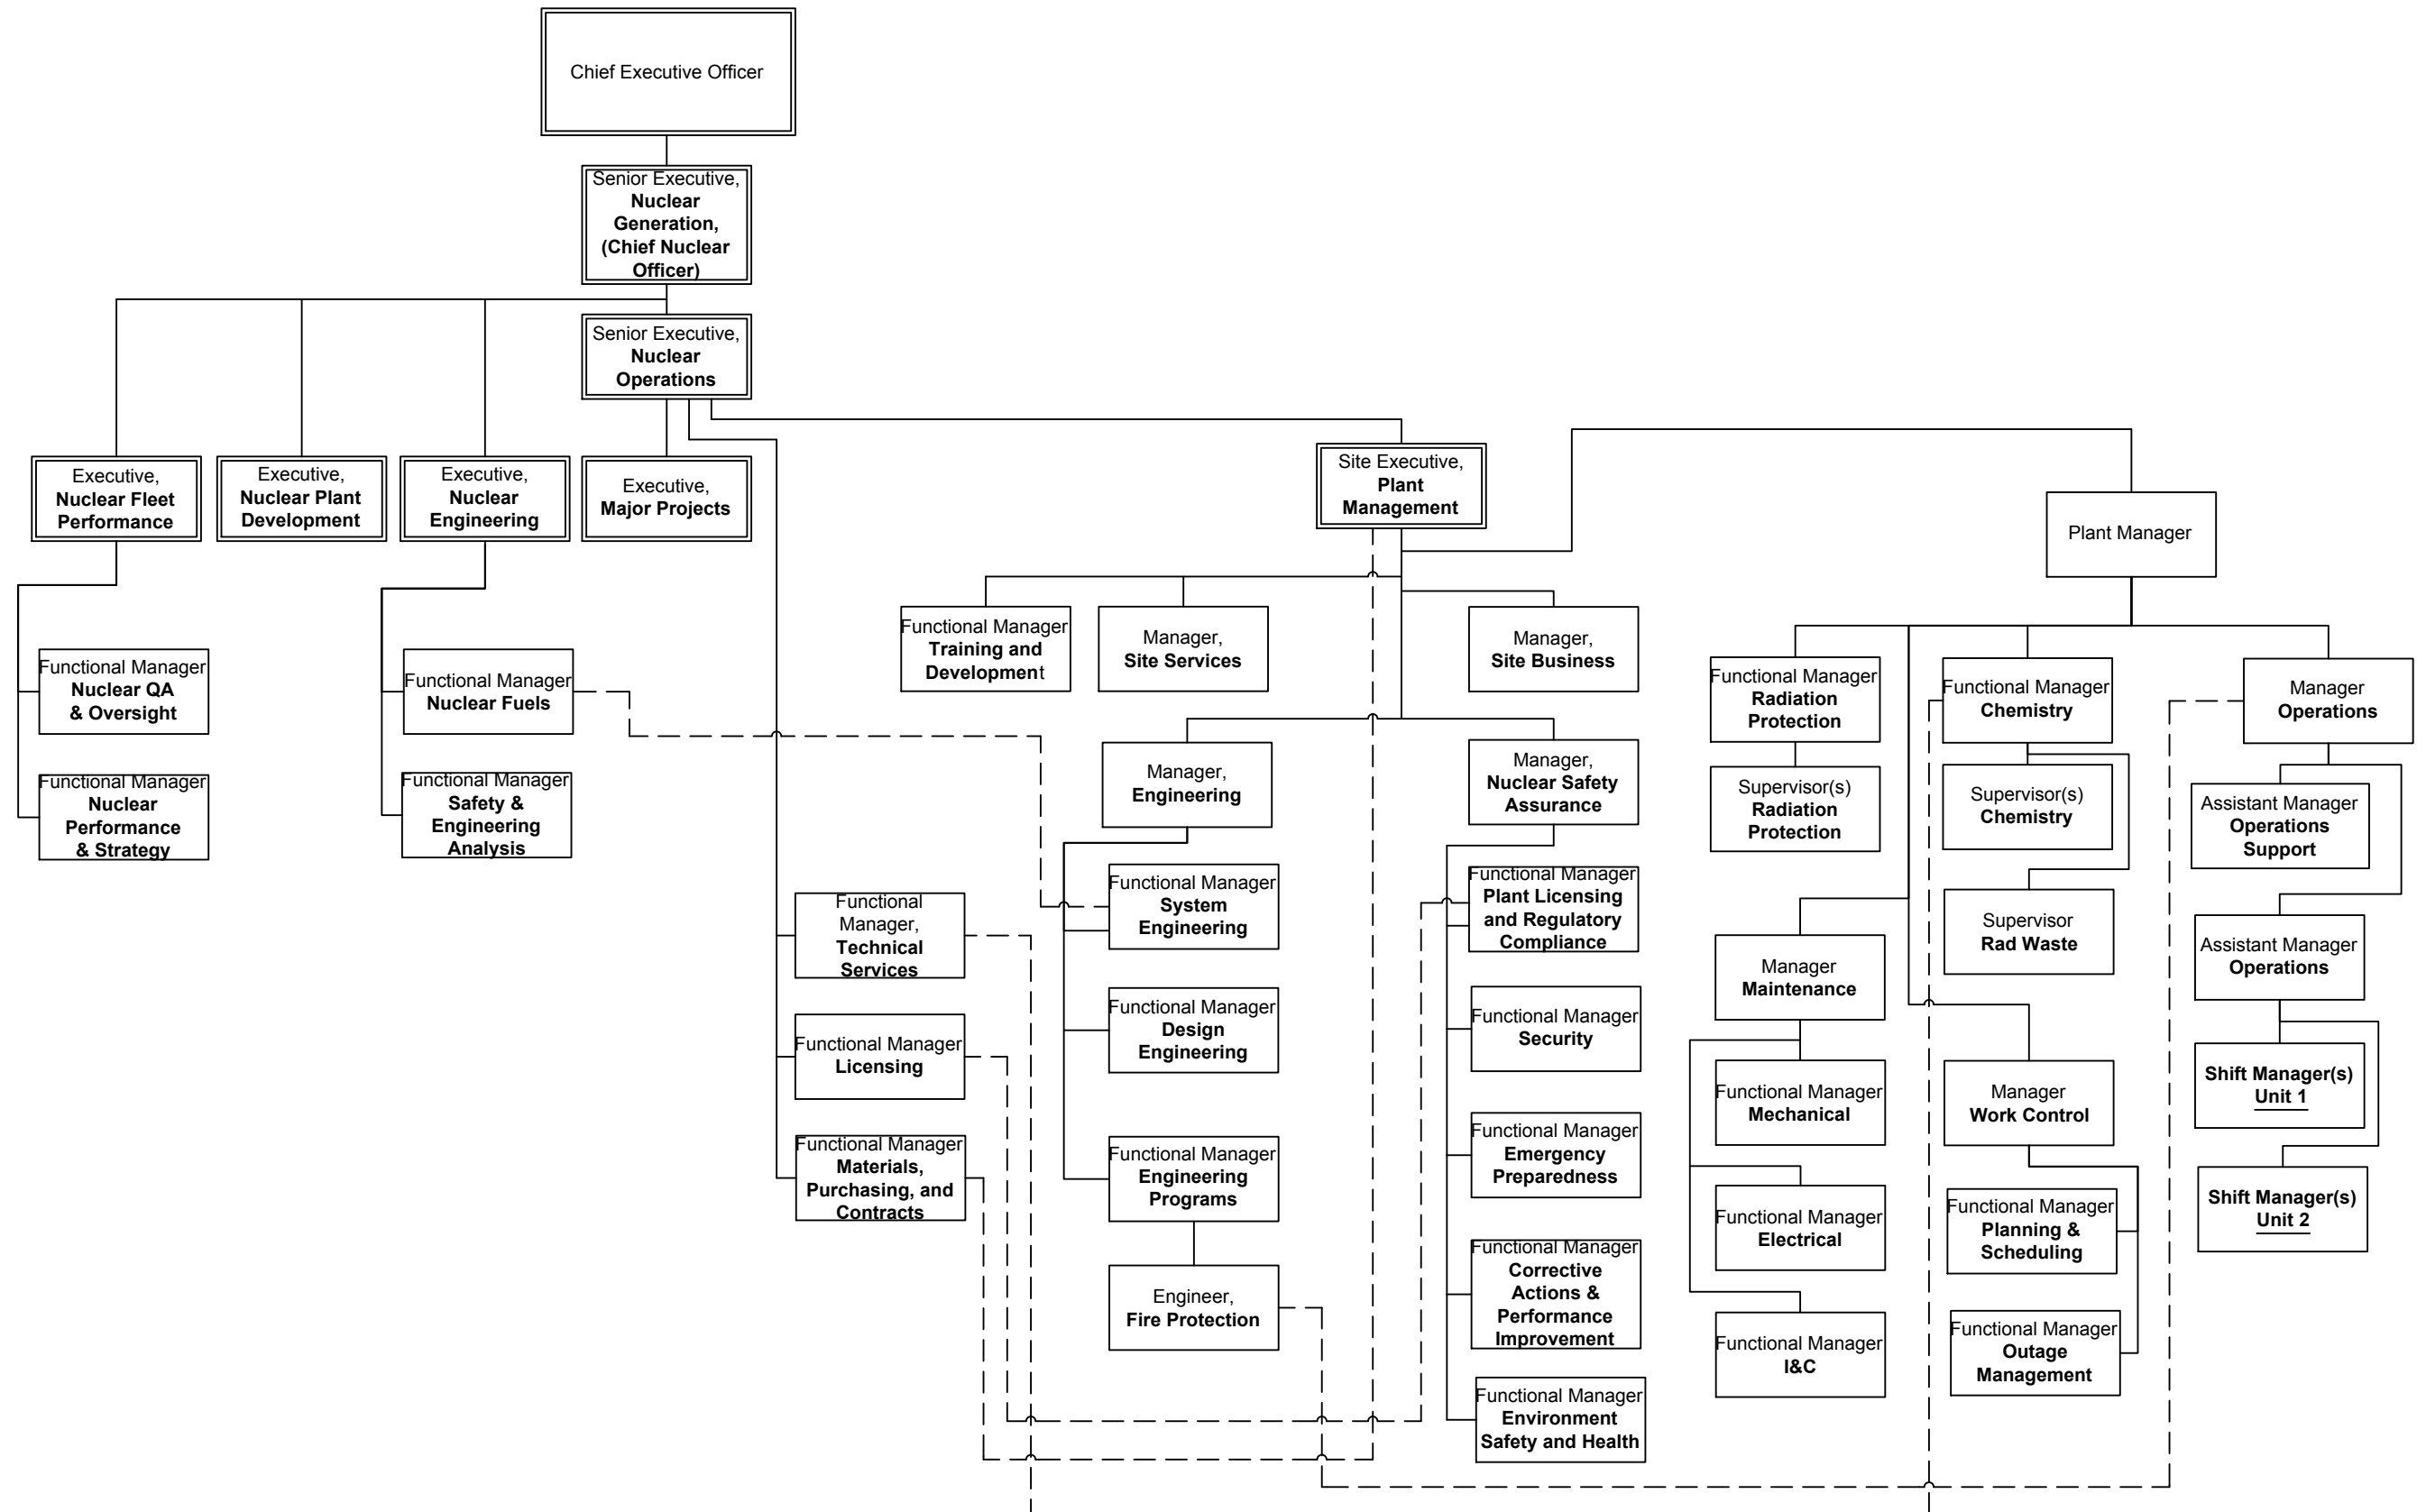 Chief Executive Officer
Senior Executive,
Nuclear
Generation,
(Chief Nuclear
Officer)
Senior Executive,
Nuclear
Operations
Executive,
Nuclear Fleet
Performance
Executive,
Nuclear Plant
Development
Executive,
Nuclear
Engineering
Executive,
Major Projects
Site Executive,
Plant
Management
Plant Manager
Functional Manager
Nuclear QA
& Oversight
Functional Manager
Nuclear
Performance
& Strategy
Functional Manager
Nuclear Fuels
Functional Manager
Safety &
Engineering
Analysis
Functional
Manager,
Technical
Services
Functional Manager
Licensing
Functional Manager
Materials,
Purchasing, and
Contracts
Functional Manager
Training and
Development
Manager,
Site Services
Manager,
Site Business
Manager,
Engineering
Functional Manager
System
Engineering
Functional Manager
Design
Engineering
Functional Manager
Engineering
Programs
Engineer,
Fire Protection
Manager,
Nuclear Safety
Assurance
Functional Manager
Plant Licensing
and Regulatory
Compliance
Functional Manager
Security
Functional Manager
Emergency
Preparedness
Functional Manager
Corrective
Actions &
Performance
Improvement
Functional Manager
Environment
Safety and Health
Functional Manager
Radiation
Protection
Supervisor(s)
Radiation
Protection
Manager
Maintenance
Functional Manager
Mechanical
Functional Manager
Electrical
Functional Manager
I&C
Functional Manager
Chemistry
Supervisor(s)
Chemistry
Supervisor
Rad Waste
Manager
Work Control
Functional Manager
Planning &
Scheduling
Functional Manager
Outage
Management
Manager
Operations
Assistant Manager
Operations
Support
Assistant Manager
Operations
Shift Manager(s)
Unit 1
Shift Manager(s)
Unit 2